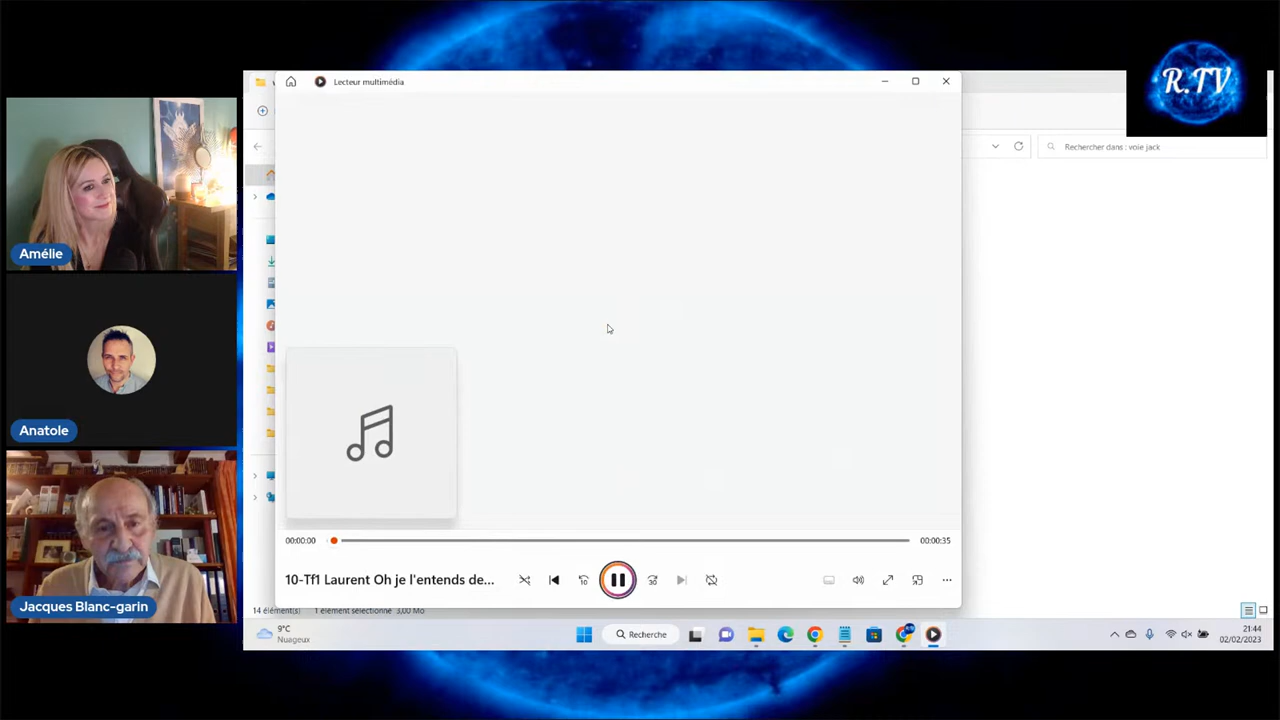 R.TV
Lecteur multimédia
Rechercher dans : voie jack
Amélie
Anatole
Jacques Blanc-garin
00:00:00
00:00:35
10-Tf1 Laurent Oh je l'entends de...
10
30
14 élément(s)
1 élément sélectionné 3,00 Mo
9°C
Nuageux
Recherche
21:44
02/02/2023